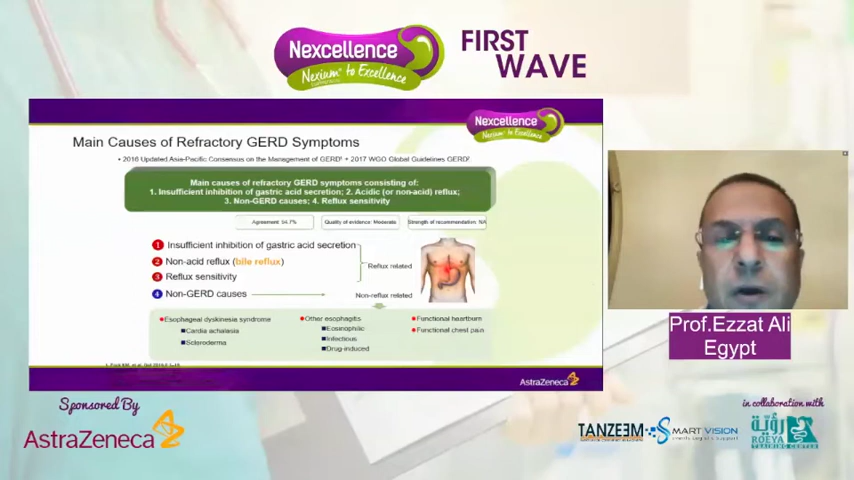 Nexcellence
Nexium to Excellence
FIRST
WAVE
Nexcellence
Nexium to Excellence
Main Causes of Refractory GERD Symptoms
• 2016 Updated Asia-Pacific Consensus on the Management of GERD¹ • 2017 WGO Global Guidelines GERD².
Main causes of refractory GERD symptoms consisting of:
1. Insufficient inhibition of gastric acid secretion; 2. Acidic (or non-acid) reflux;
3. Non-GERD causes; 4. Reflux sensitivity
Quality of evidence: Moderate
Strength of recommendation: NA
1 Insufficient inhibition of gastric acid secretion
2 Non-acid reflux (bile reflux)
3 Reflux sensitivity
Reflux related
4 Non-GERD causes
Non-reflux related
Esophageal dyskinesia syndrome
Cardia achalasia
Scleroderma
Other esophagitis
Eosinophilic
Infectious
Drug-induced
Functional heartburn
Functional chest pain
AstraZeneca
Prof.Ezzat Ali
Egypt
Sponsored By
AstraZeneca
in collaboration with
TANZEEM
SMART VISION
رؤية
ROEYA
TRAINING CENTER